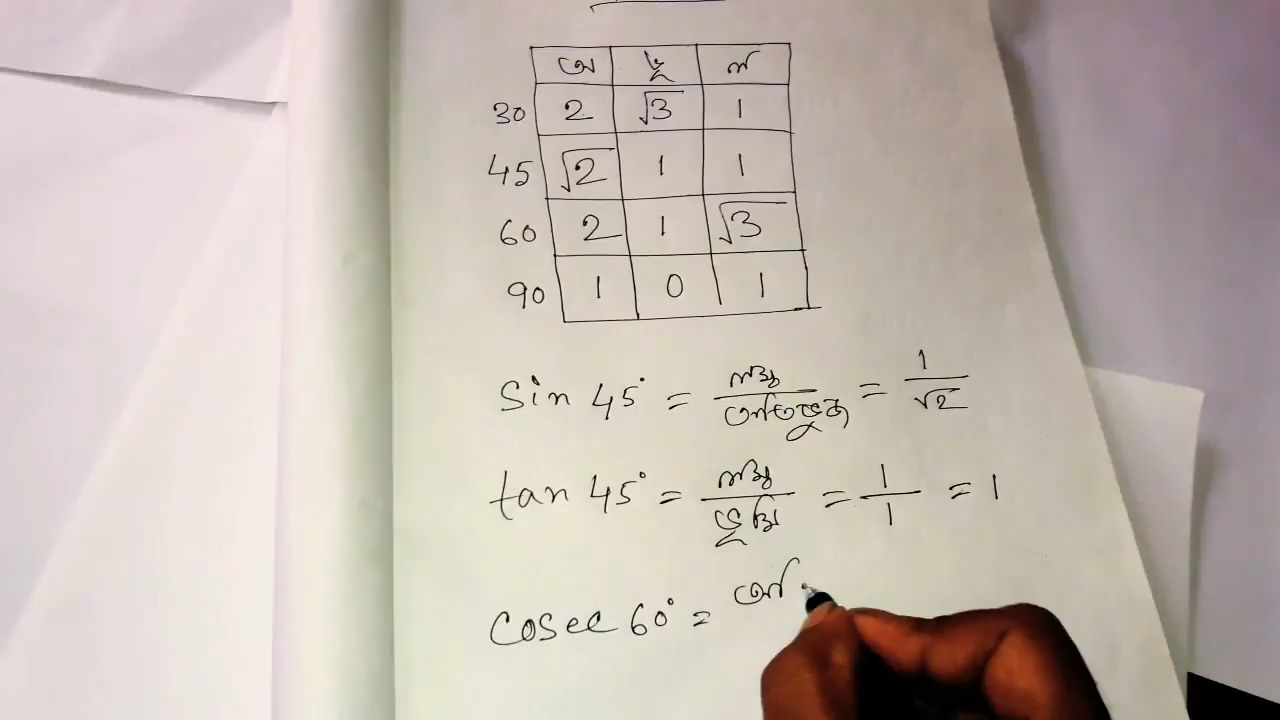 অ ভূ ল
30 2 √3 1
45 √2 1 1
60 2 1 √3
90 1 0 1
Sin 45° = লম্ব/অতিভুজ = 1/√2
tan 45° = লম্ব/ভূমি = 1/1 = 1
Cosec 60° = অতি